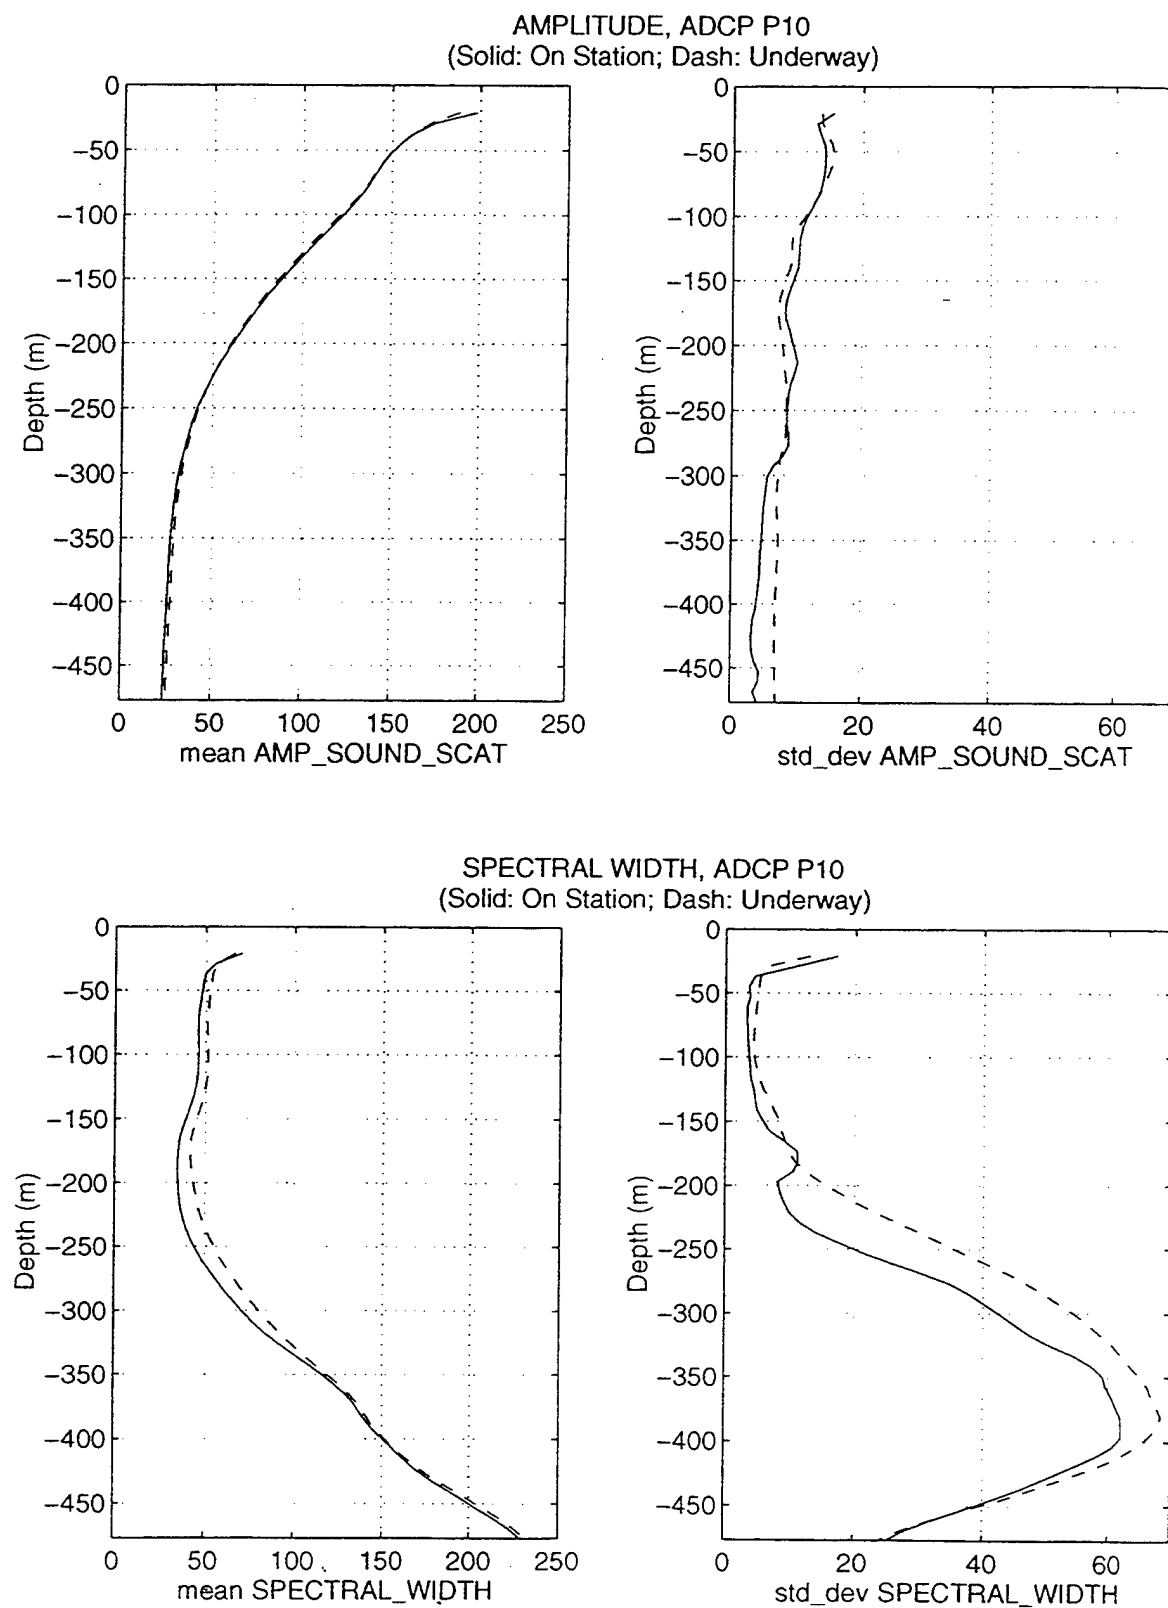 AMPLITUDE, ADCP P10
(Solid: On Station; Dash: Underway)
0
−50
−100
−150
−200
−250
−300
−350
−400
−450
Depth (m)
0 50 100 150 200 250
mean AMP_SOUND_SCAT
0
−50
−100
−150
−200
−250
−300
−350
−400
−450
Depth (m)
0 20 40 60
std_dev AMP_SOUND_SCAT
SPECTRAL WIDTH, ADCP P10
(Solid: On Station; Dash: Underway)
0
−50
−100
−150
−200
−250
−300
−350
−400
−450
Depth (m)
0 50 100 150 200 250
mean SPECTRAL_WIDTH
0
−50
−100
−150
−200
−250
−300
−350
−400
−450
Depth (m)
0 20 40 60
std_dev SPECTRAL_WIDTH